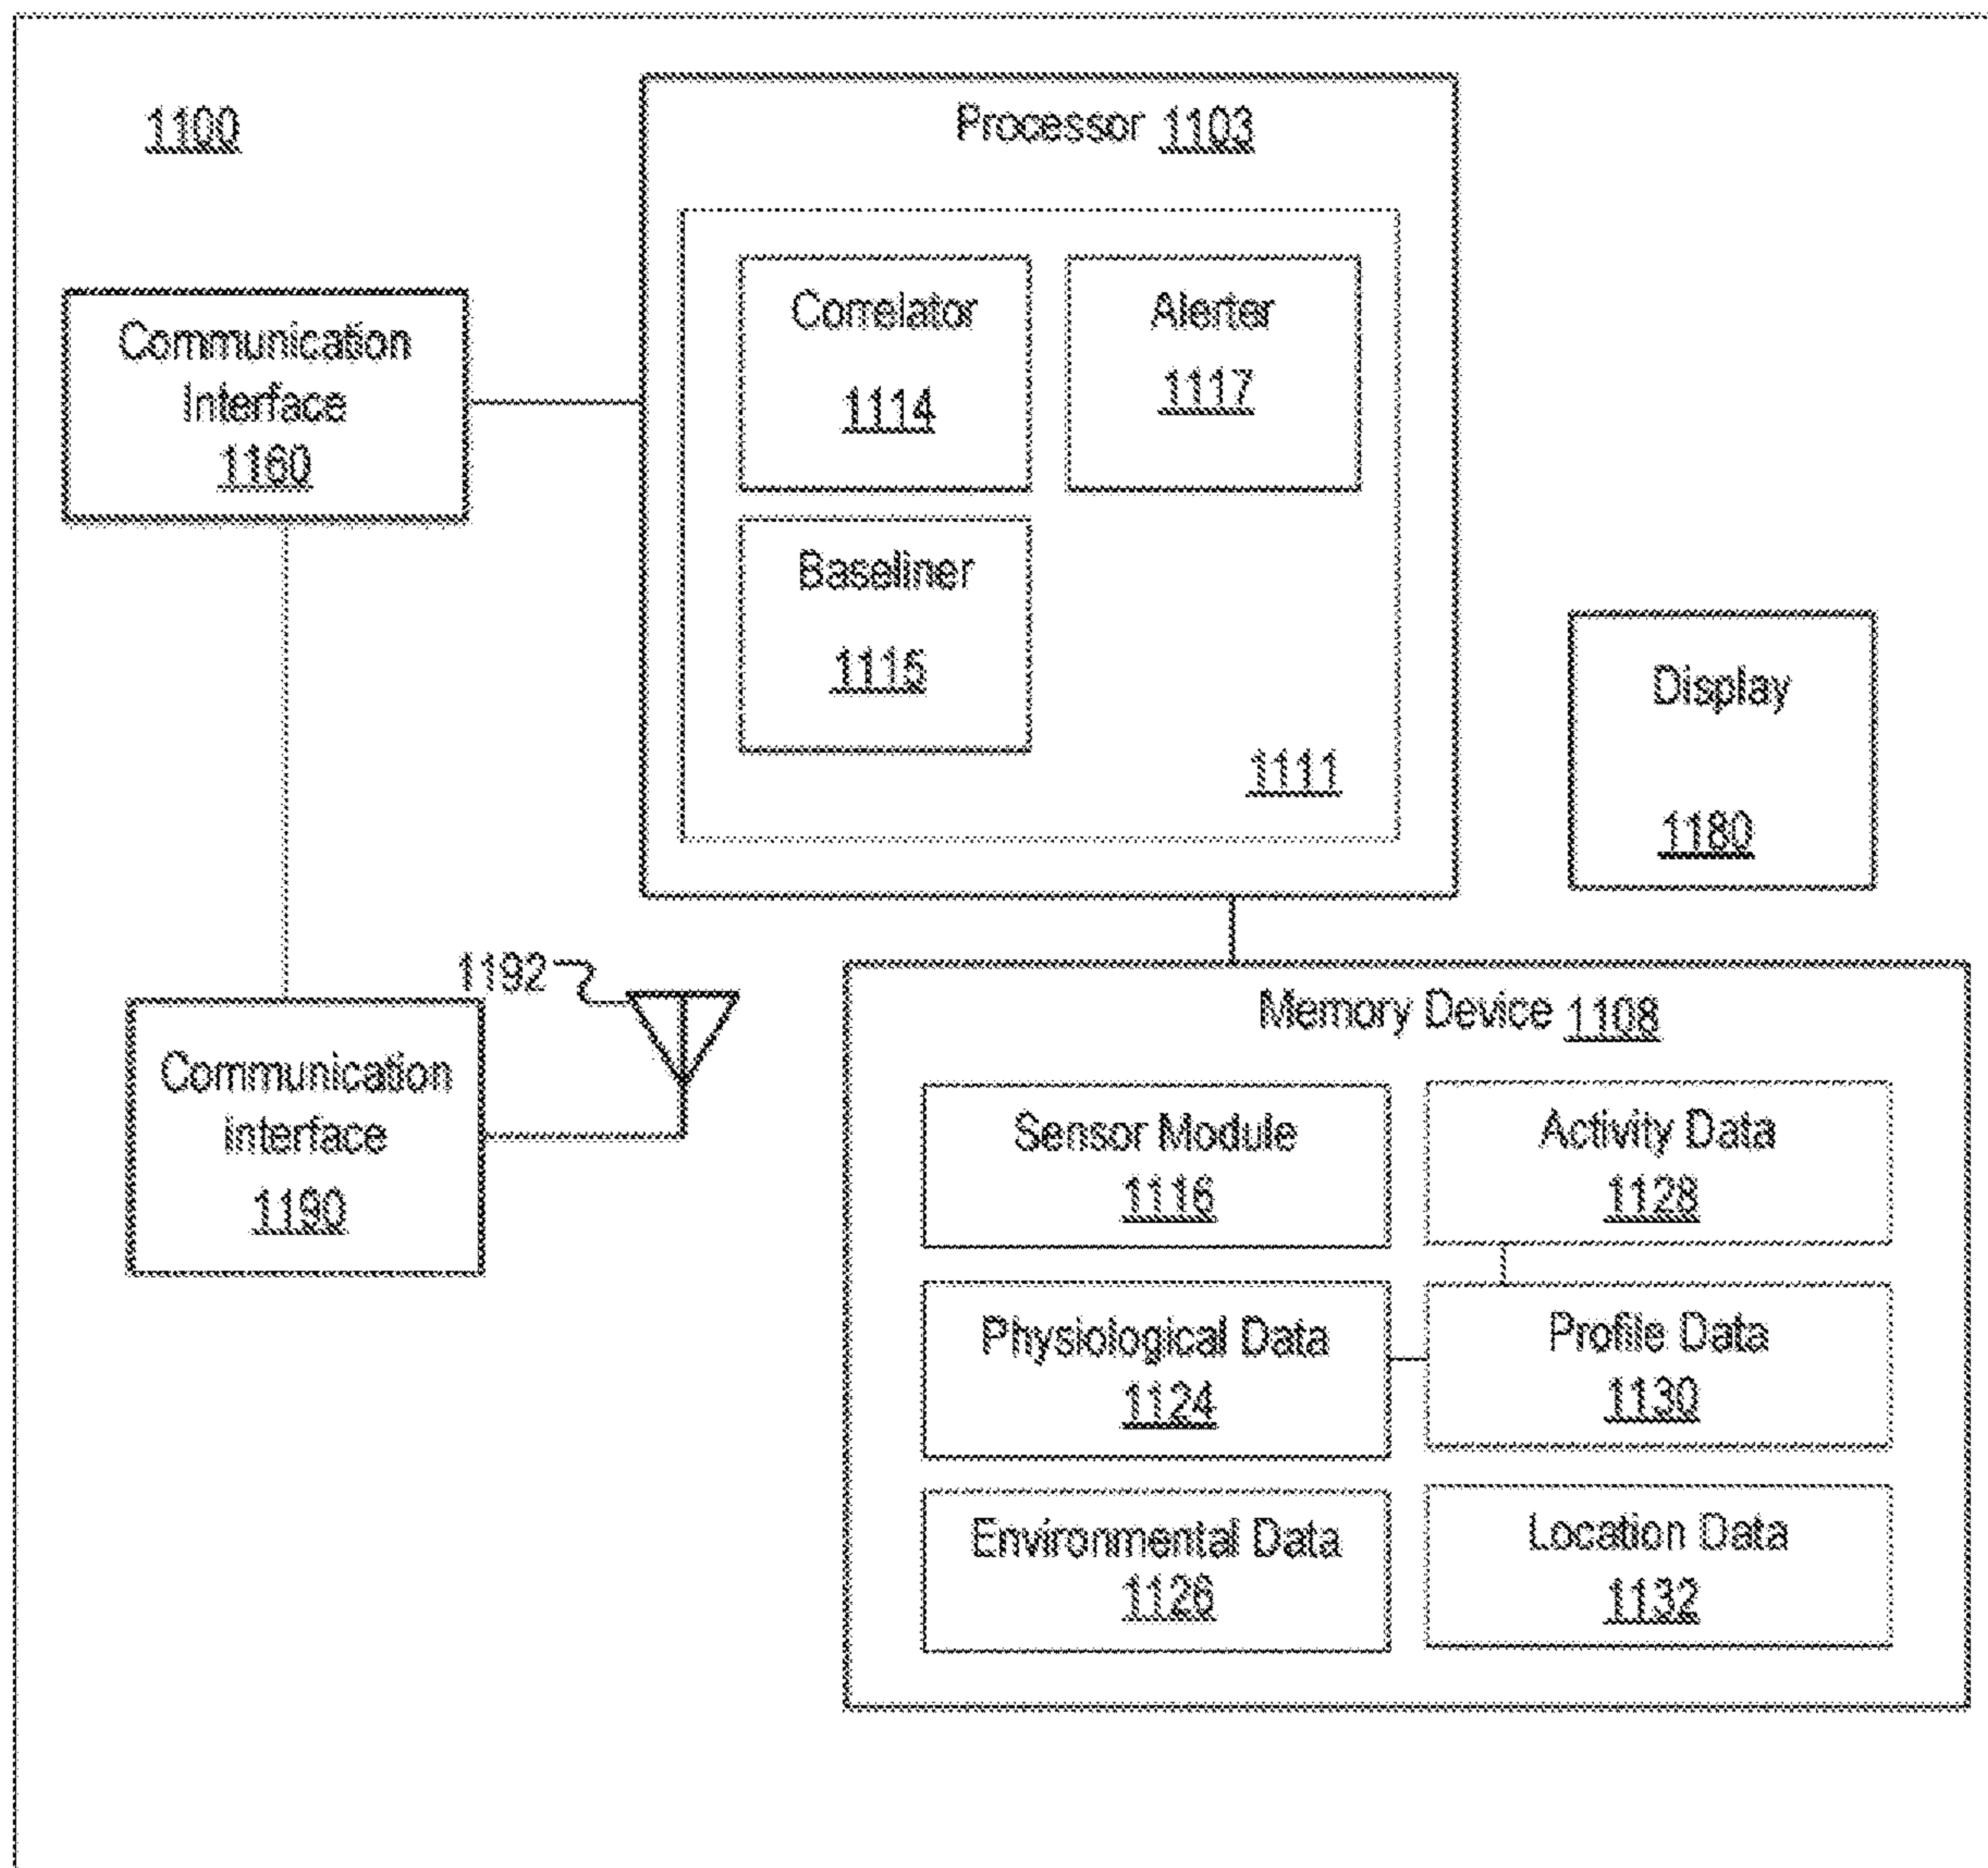 1100
Processor 1103
Correlator
1114
Alerter
1117
Communication
Interface
1160
Baseliner
1115
1111
Display
1180
1192
Communication
interface
1190
Memory Device 1108
Sensor Module
1116
Activity Data
1128
Physiological Data
1124
Profile Data
1130
Environmental Data
1126
Location Data
1132